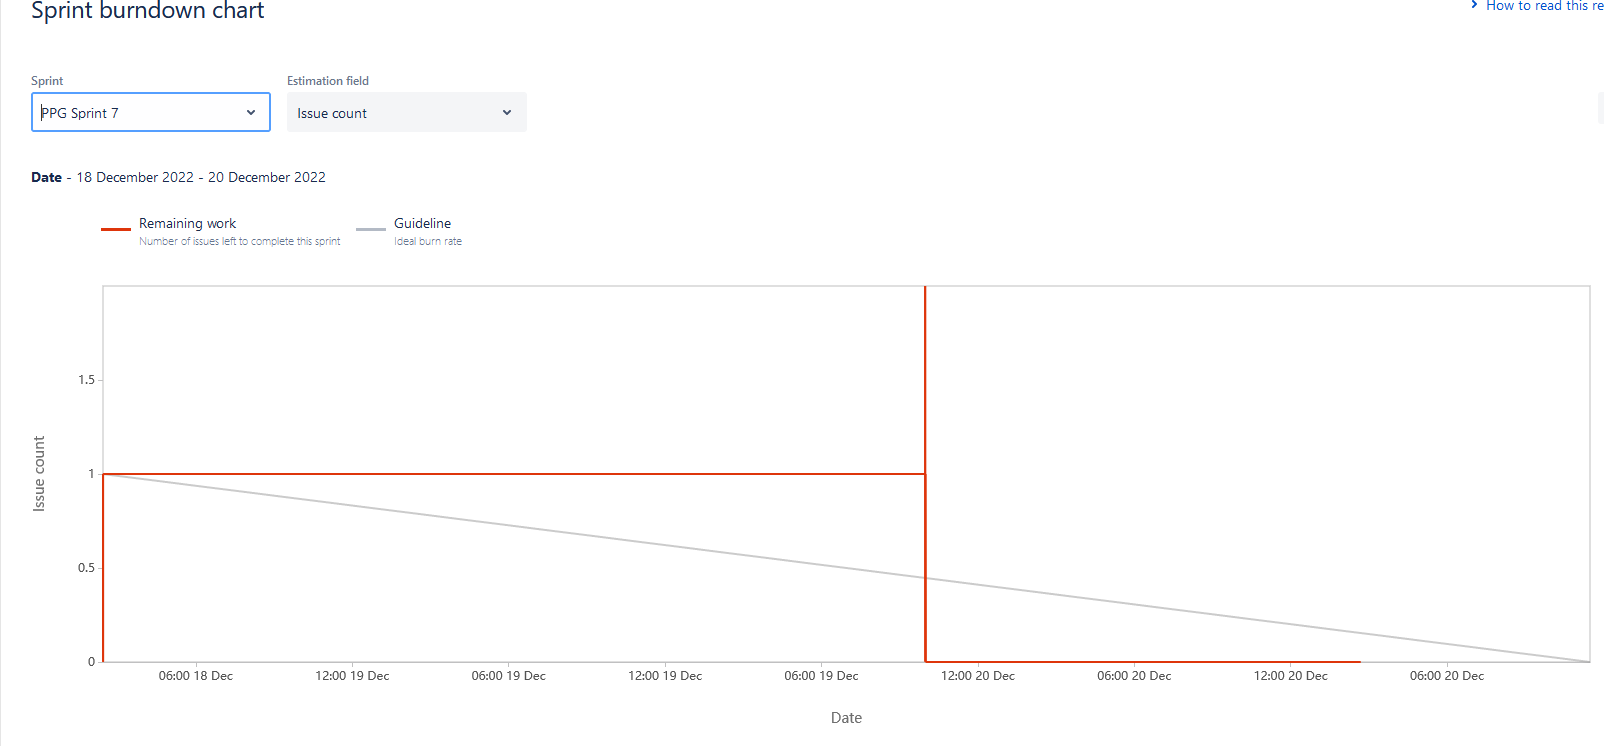 Sprint burndown chart
How to read this re
Sprint
Estimation field
PPG Sprint 7
Issue count
Date - 18 December 2022 - 20 December 2022
Remaining work
Number of issues left to complete this sprint
Guideline
Ideal burn rate
1.5
1
0.5
0
Issue count
06:00 18 Dec
12:00 19 Dec
06:00 19 Dec
12:00 19 Dec
06:00 19 Dec
12:00 20 Dec
06:00 20 Dec
12:00 20 Dec
06:00 20 Dec
Date